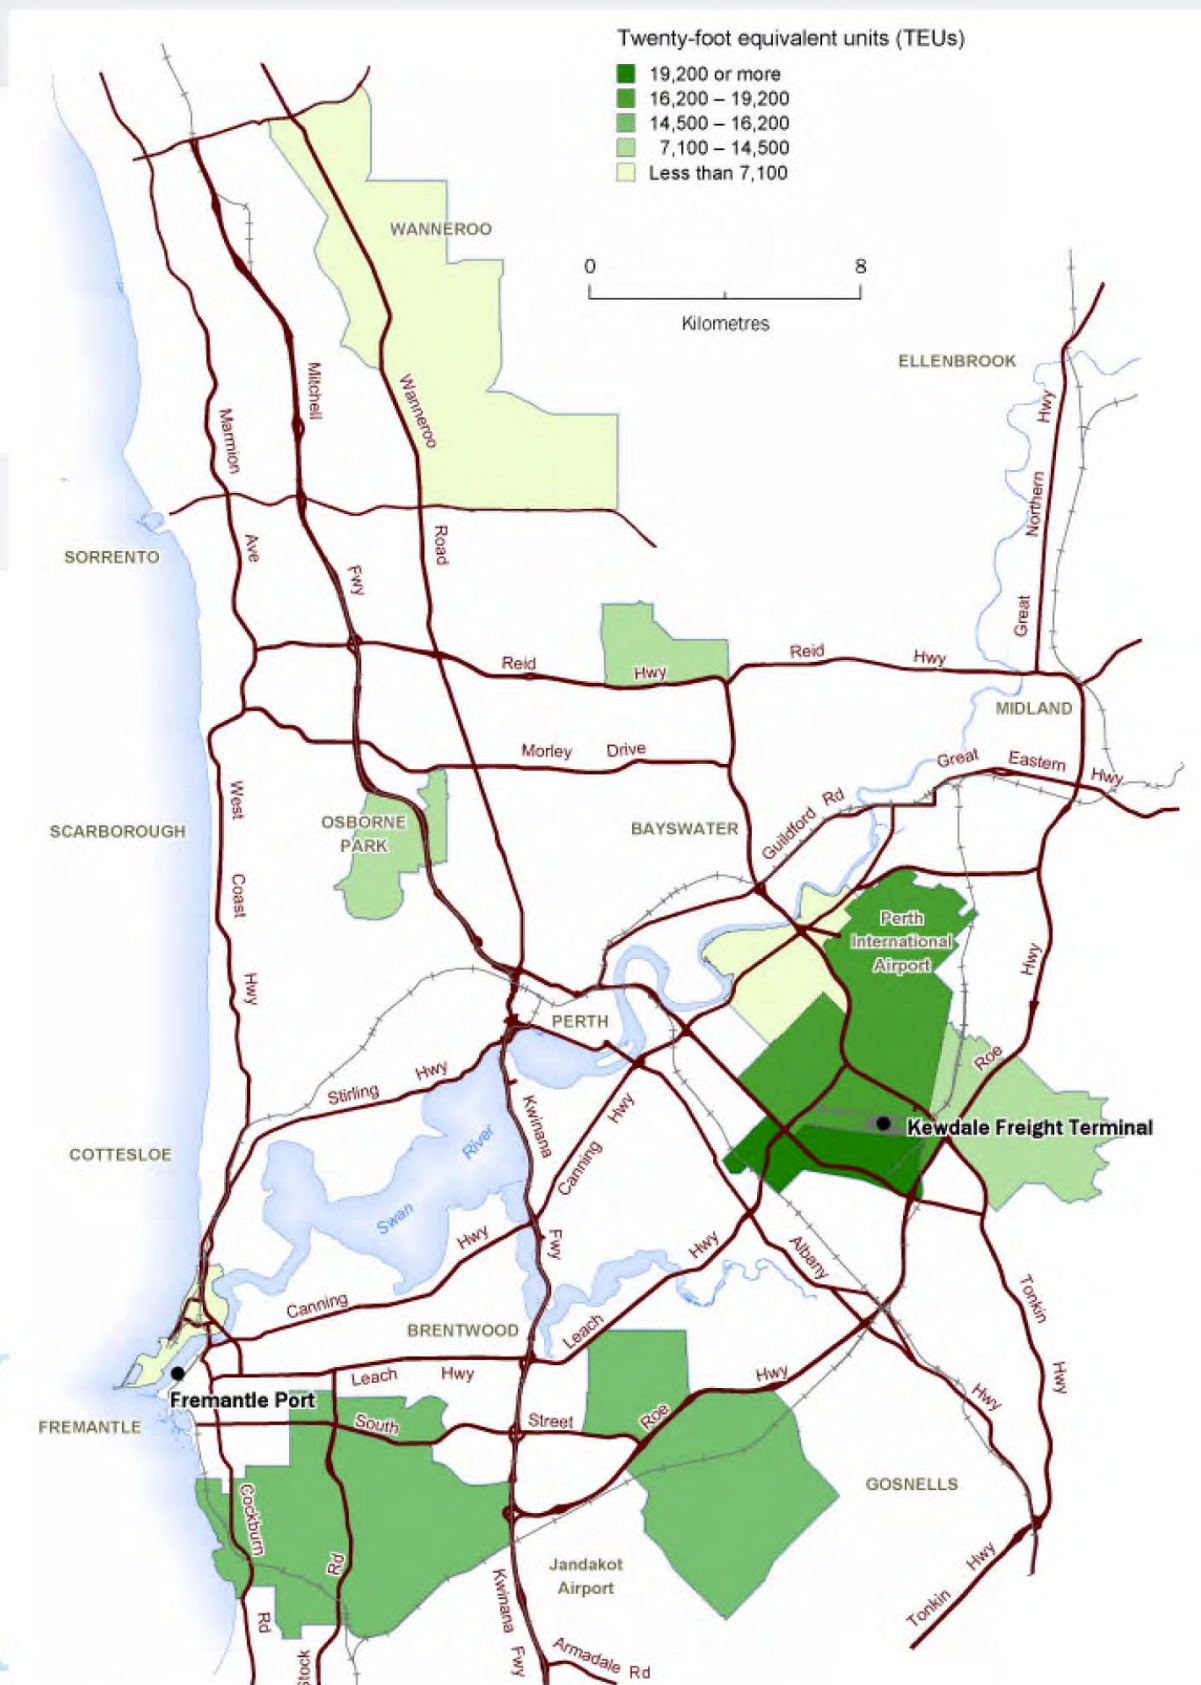 Twenty-foot equivalent units (TEUs)
19,200 or more
16,200 – 19,200
14,500 – 16,200
7,100 – 14,500
Less than 7,100
0 8
Kilometres
WANNEROO
ELLENBROOK
Mitchell
Wanneroo
Hwy
Marmion
Northern
Ave
Road
SORRENTO
Fwy
Great
Reid
Hwy
Reid
Hwy
MIDLAND
Morley Drive
Great
Eastern
Hwy
West
Guildford Rd
SCARBOROUGH
OSBORNE
PARK
BAYSWATER
Coast
Perth
International
Airport
Hwy
Hwy
PERTH
Roe
Stirling
Hwy
Kwinana
Hwy
Kewdale Freight Terminal
COTTESLOE
River
Canning
Swan
Hwy
Fwy
Hwy
Albany
Canning
Tonkin
BRENTWOOD
Leach
Leach
Hwy
Hwy
Hwy
Fremantle Port
Hwy
FREMANTLE
South
Street
Roe
GOSNELLS
Cockburn
Rd
Jandakot
Airport
Hwy
Tonkin
Kwinana
Rd
Fwy
Armadale Rd
Stock